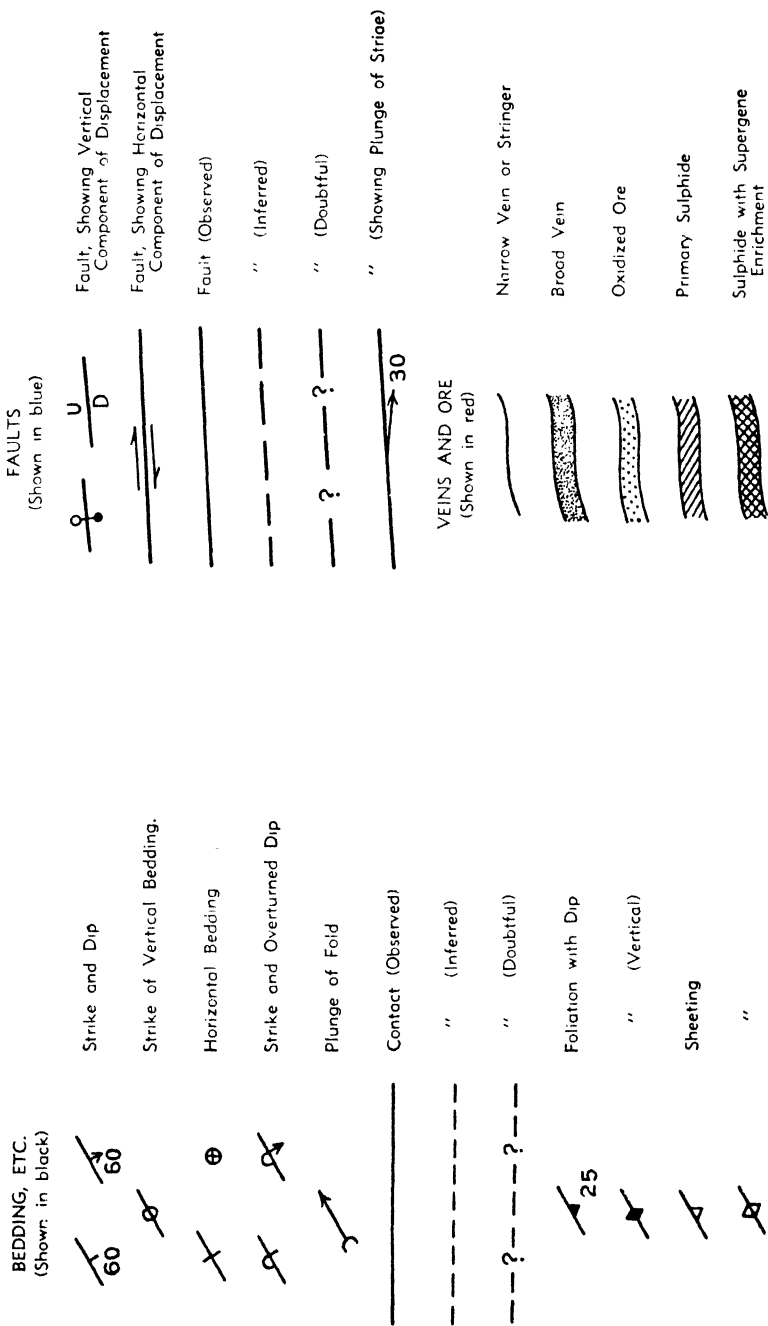 BEDDING, ETC.
(Shown in black)
60 60 Strike and Dip
Strike of Vertical Bedding.
Horizontal Bedding
Strike and Overturned Dip
Plunge of Fold
Contact (Observed)
" (Inferred)
? ? " (Doubtful)
25 Foliation with Dip
" (Vertical)
Sheeting
"
FAULTS
(Shown in blue)
U
D
Fault, Showing Vertical
Component of Displacement
Fault, Showing Horizontal
Component of Displacement
Fault (Observed)
" (Inferred)
? ? " (Doubtful)
30 " (Showing Plunge of Striae)
VEINS AND ORE
(Shown in red)
Narrow Vein or Stringer
Broad Vein
Oxidized Ore
Primary Sulphide
Sulphide with Supergene
Enrichment